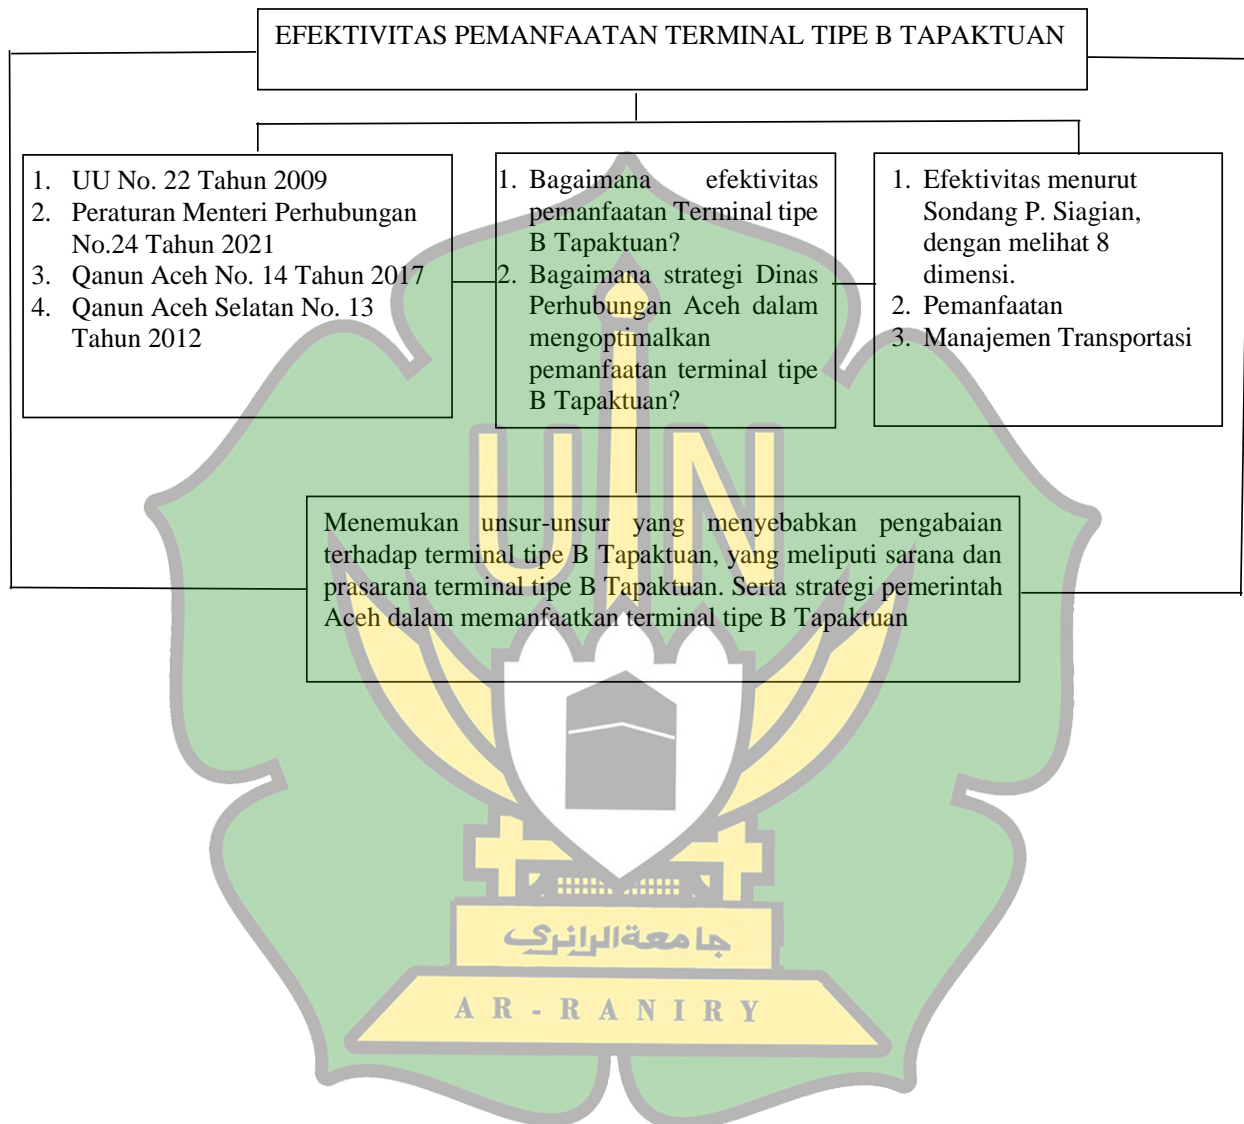 EFEKTIVITAS PEMANFAATAN TERMINAL TIPE B TAPAKTUAN
1. UU No. 22 Tahun 2009
2. Peraturan Menteri Perhubungan
No.24 Tahun 2021
3. Qanun Aceh No. 14 Tahun 2017
4. Qanun Aceh Selatan No. 13
Tahun 2012
1. Bagaimana efektivitas
pemanfaatan Terminal tipe
B Tapaktuan?
2. Bagaimana strategi Dinas
Perhubungan Aceh dalam
mengoptimalkan
pemanfaatan terminal tipe
B Tapaktuan?
1. Efektivitas menurut
Sondang P. Siagian,
dengan melihat 8
dimensi.
2. Pemanfaatan
3. Manajemen Transportasi
Menemukan unsur-unsur yang menyebabkan pengabaian
terhadap terminal tipe B Tapaktuan, yang meliputi sarana dan
prasarana terminal tipe B Tapaktuan. Serta strategi pemerintah
Aceh dalam memanfaatkan terminal tipe B Tapaktuan
UIN
جامعة الرانري
AR-RANIRY